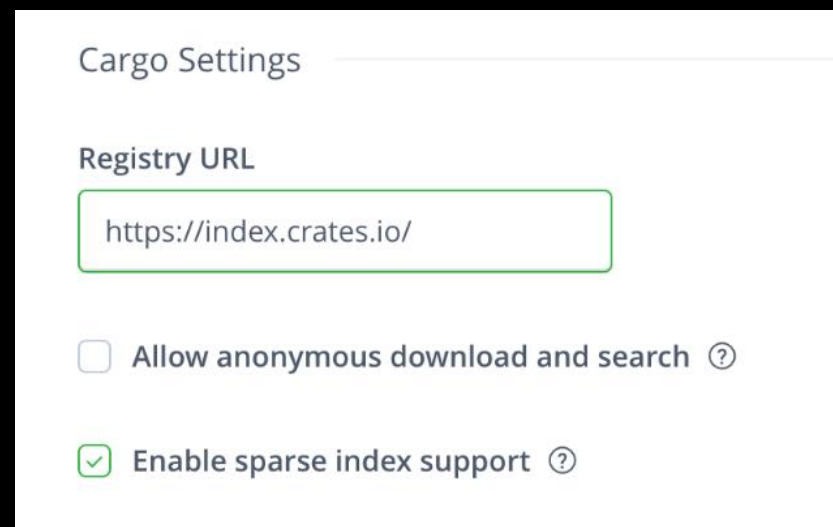 Cargo Settings
Registry URL
https://index.crates.io/
Allow anonymous download and search ?
Enable sparse index support ?